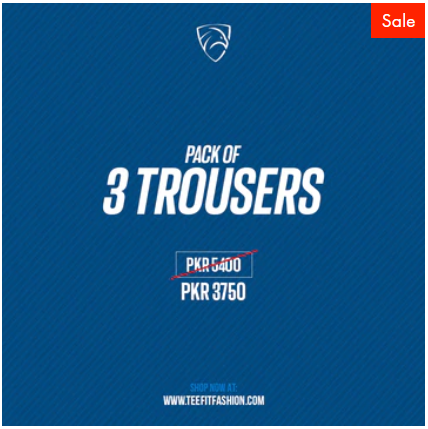 Sale
PACK OF
3 TROUSERS
PKR 5400
PKR 3750
SHOP NOW AT:
WWW.TEEFITFASHION.COM